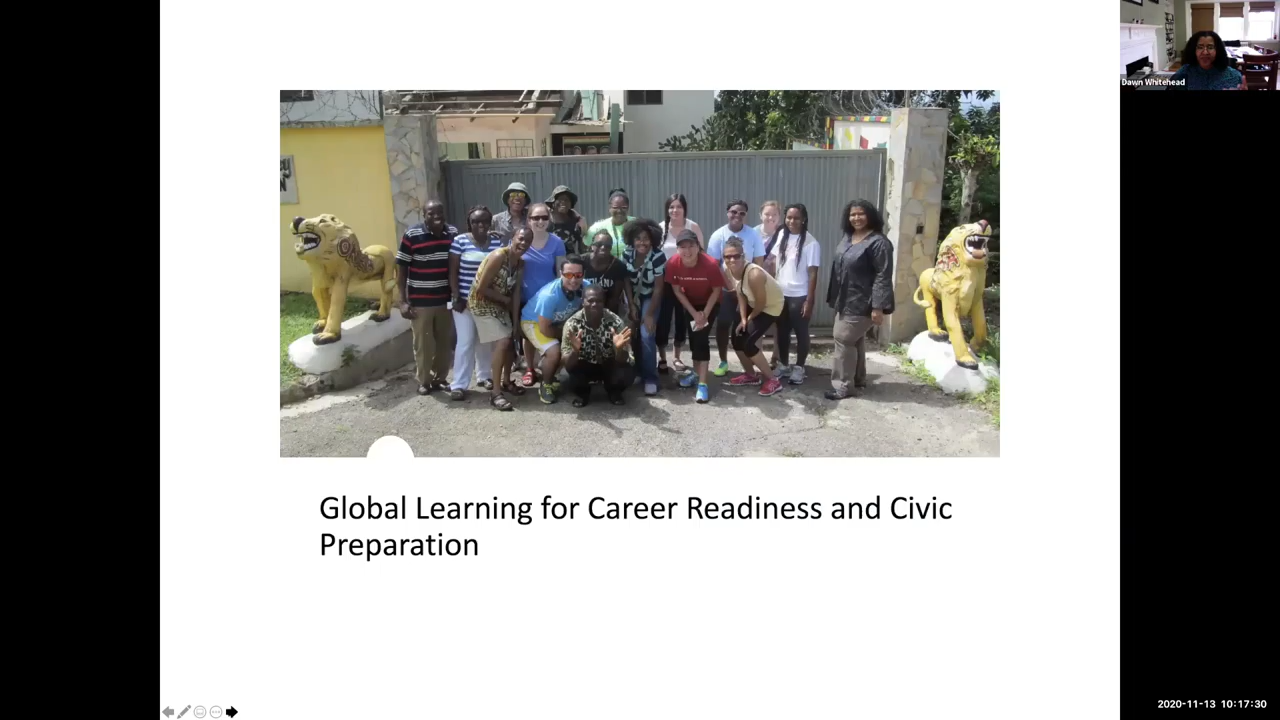 Dawn Whitehead
Global Learning for Career Readiness and Civic
Preparation
2020-11-13 10:17:30